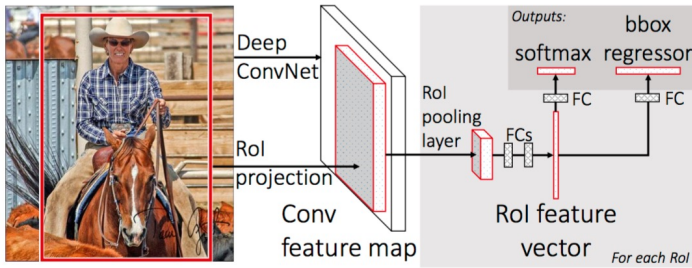 Deep
ConvNet
RoI
projection
Conv
feature map
RoI
pooling
layer
FCs
RoI feature
vector
For each RoI
Outputs:
softmax
bbox
regressor
FC
FC